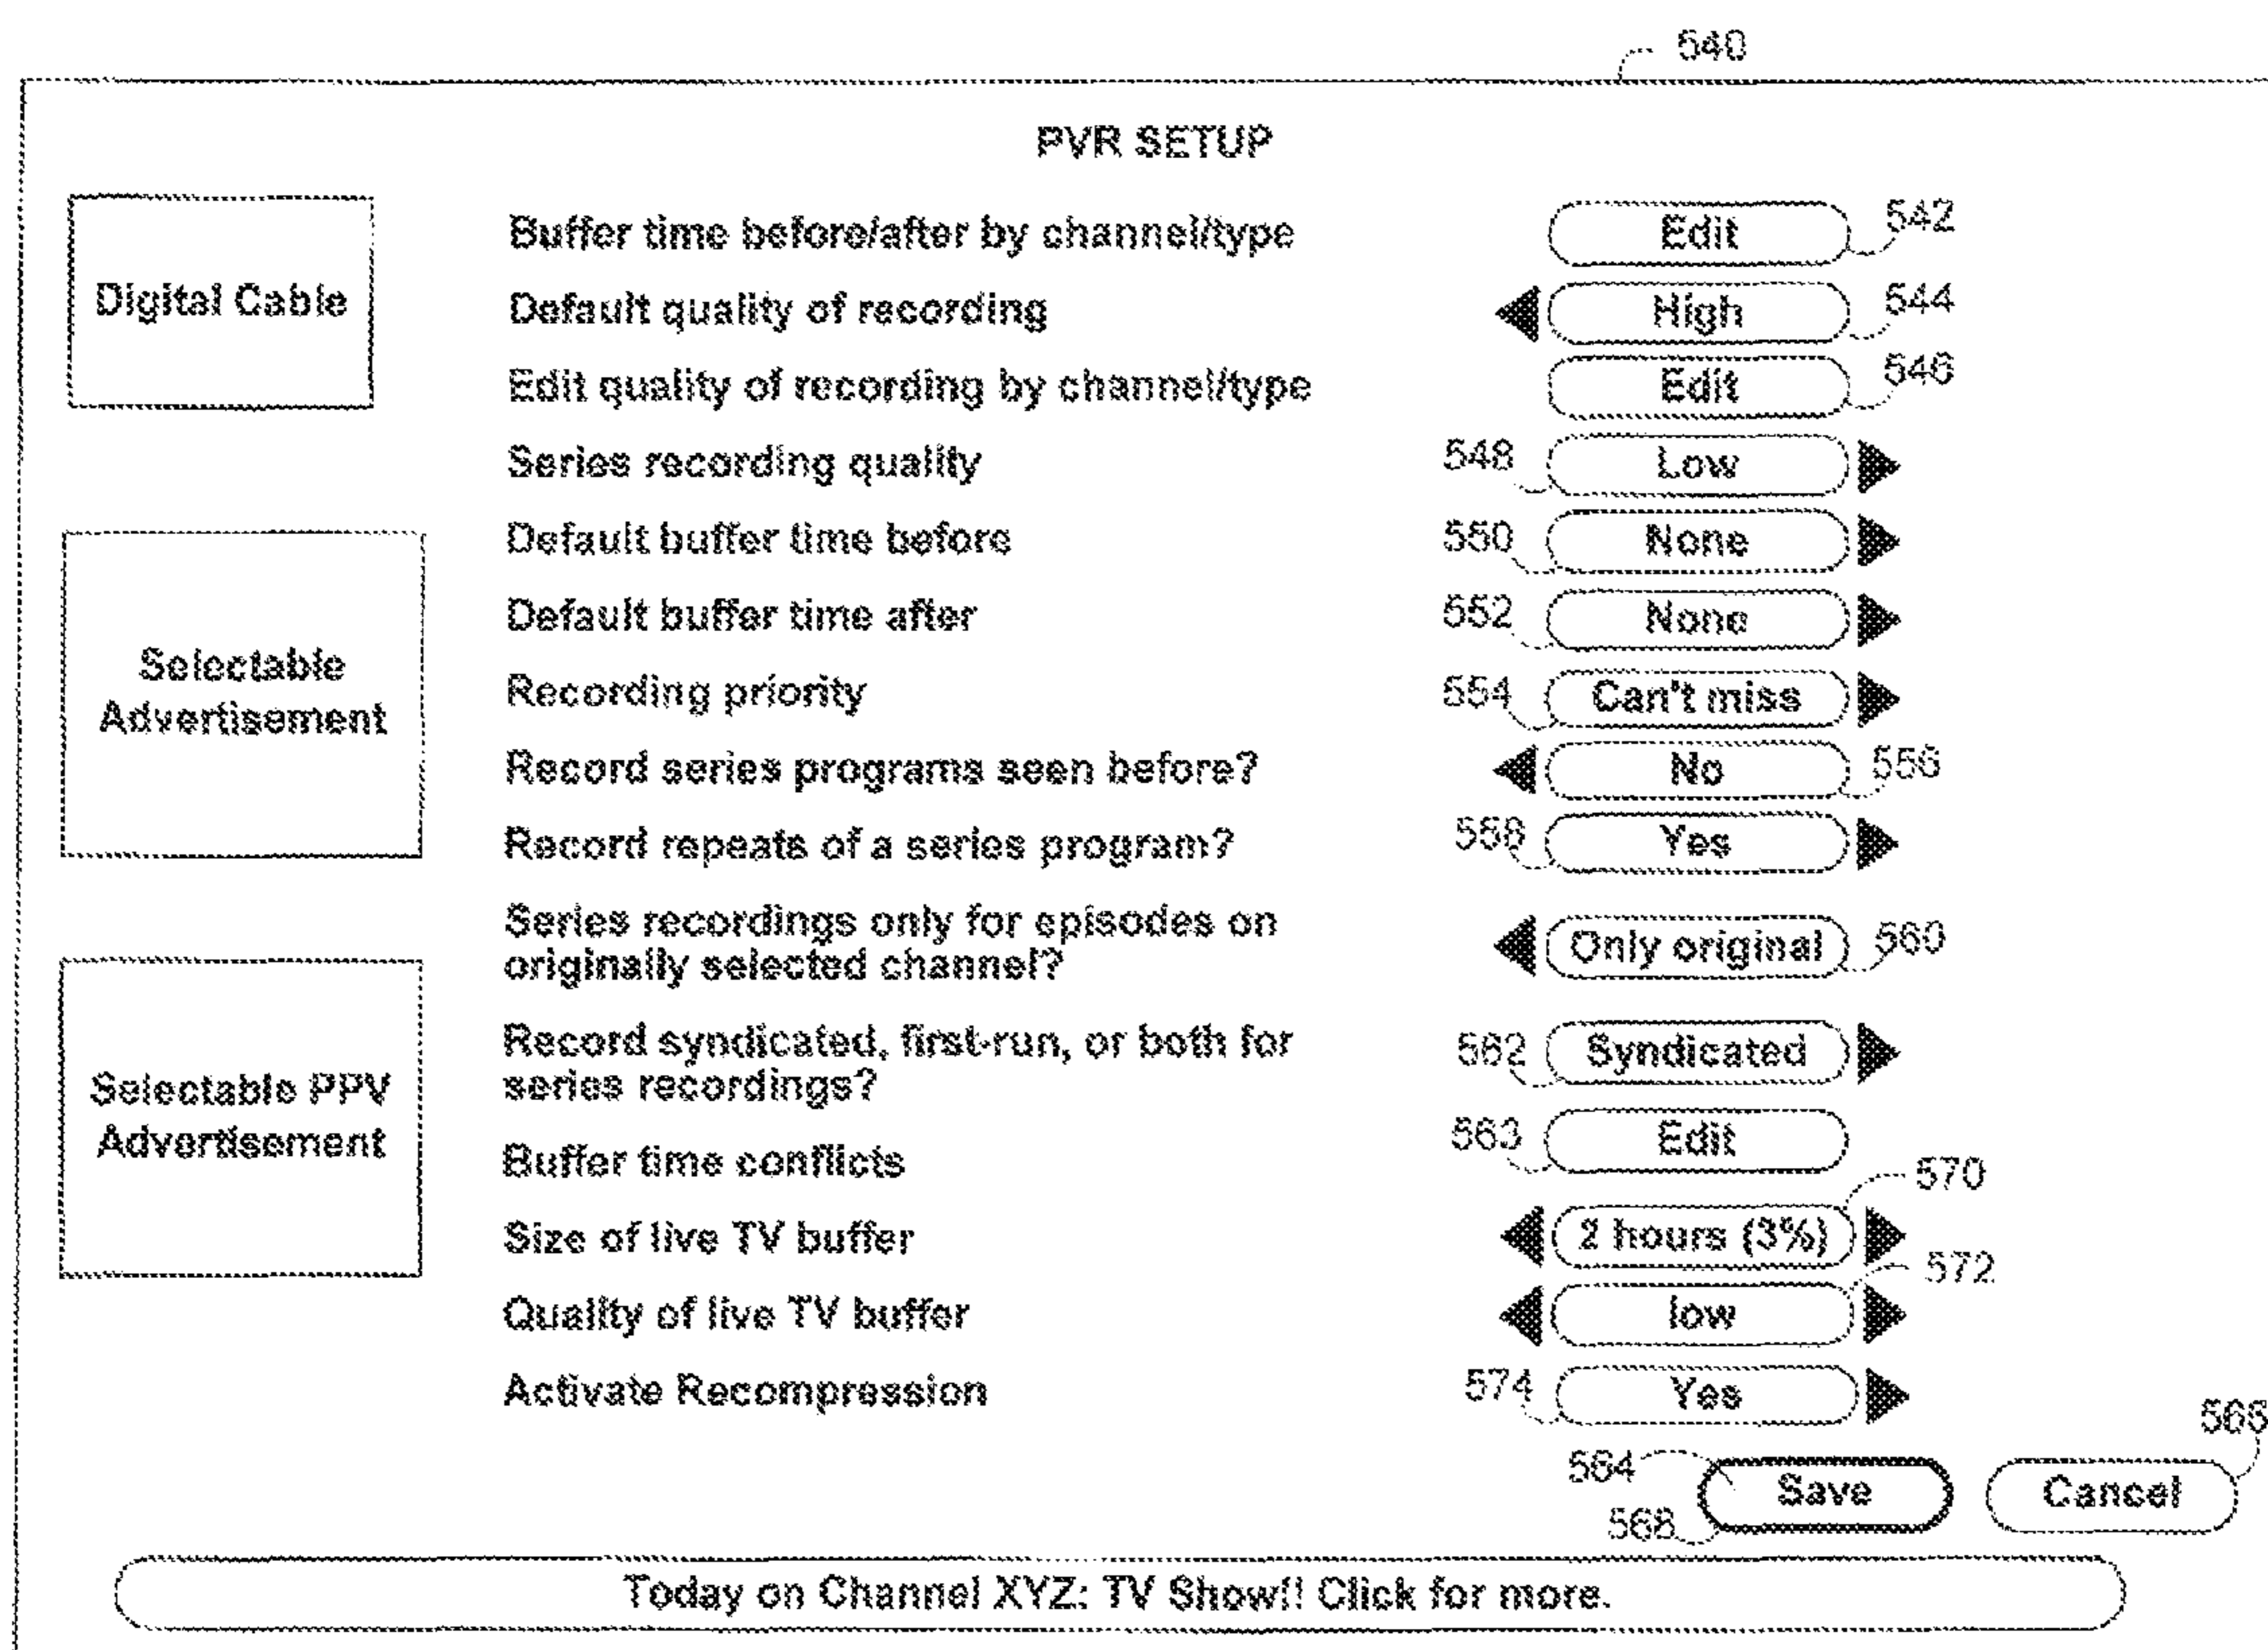 540
PVR SETUP
Digital Cable
Selectable
Advertisement
Selectable PPV
Advertisement
Buffer time before/after by channel/type Edit 542
Default quality of recording High 544
Edit quality of recording by channel/type Edit 546
Series recording quality 548 Low
Default buffer time before 550 None
Default buffer time after 552 None
Recording priority 554 Can't miss
Record series programs seen before? No 556
Record repeats of a series program? 558 Yes
Series recordings only for episodes on
originally selected channel? Only original 560
Record syndicated, first-run, or both for
series recordings? 562 Syndicated
Buffer time conflicts 563 Edit
570
Size of live TV buffer 2 hours (3%)
572
Quality of live TV buffer low
Activate Recompression 574 Yes
564 Save 568 Cancel 566
Today on Channel XYZ: TV Show!! Click for more.